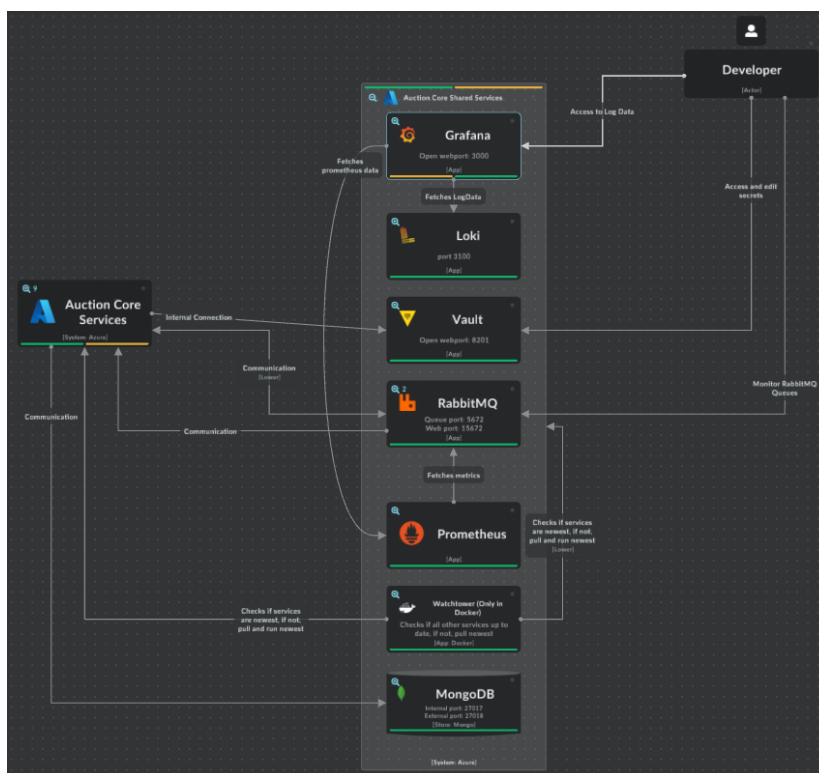 Developer
[Actor]
Auction Core Shared Services
Access to Log Data
Grafana
Open webport: 3000
[App]
Fetches
prometheus data
Fetches LogData
Access and edit
secrets
Loki
port 3100
[App]
9
Auction Core
Services
[System: Azure]
Internal Connection
Vault
Open webport: 8201
[App]
Communication
[Lower]
Monitor RabbitMQ
Queues
2
RabbitMQ
Queue port: 5672
Web port: 15672
[App]
Communication
Communication
Fetches metrics
Prometheus
[App]
Checks if services
are newest, if not;
pull and run newest
[Lower]
Watchtower (Only in
Docker)
Checks if all other services up to
date, if not, pull newest
[App: Docker]
Checks if services
are newest, if not;
pull and run newest
MongoDB
Internal port: 27017
External port: 27018
[Store: Mongo]
[System: Azure]